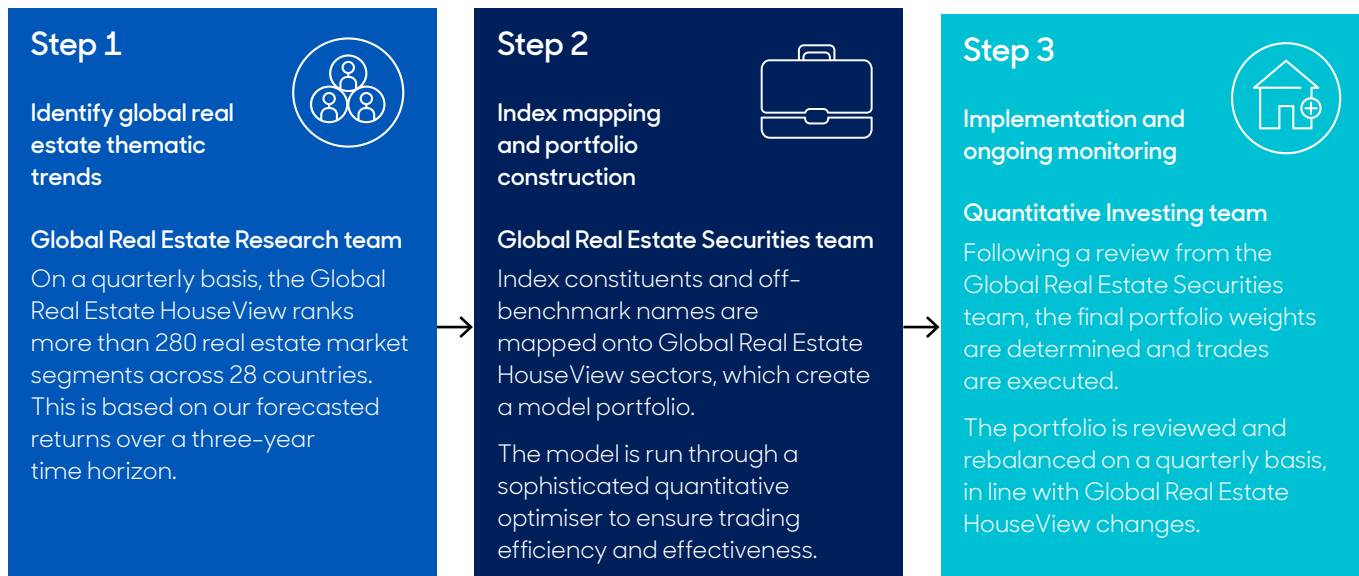 Step 1
Identify global real
estate thematic
trends
Global Real Estate Research team
On a quarterly basis, the Global
Real Estate HouseView ranks
more than 280 real estate market
segments across 28 countries.
This is based on our forecasted
returns over a three-year
time horizon.
Step 2
Index mapping
and portfolio
construction
Global Real Estate Securities team
Index constituents and off-
benchmark names are
mapped onto Global Real Estate
HouseView sectors, which create
a model portfolio.
The model is run through a
sophisticated quantitative
optimiser to ensure trading
efficiency and effectiveness.
Step 3
Implementation and
ongoing monitoring
Quantitative Investing team
Following a review from the
Global Real Estate Securities
team, the final portfolio weights
are determined and trades
are executed.
The portfolio is reviewed and
rebalanced on a quarterly basis,
in line with Global Real Estate
HouseView changes.